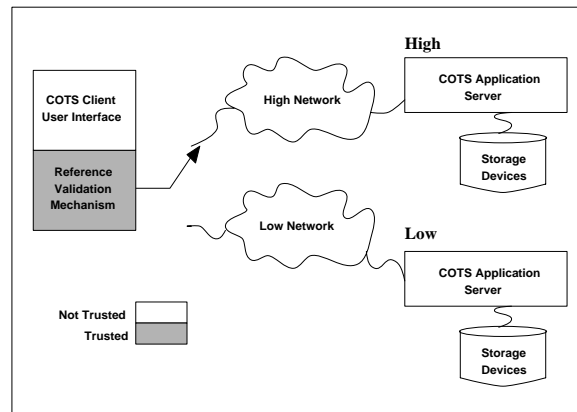 High
COTS Client
User Interface
High Network
COTS Application
Server
Reference
Validation
Mechanism
Storage
Devices
Low Network
Low
COTS Application
Server
Not Trusted
Trusted
Storage
Devices